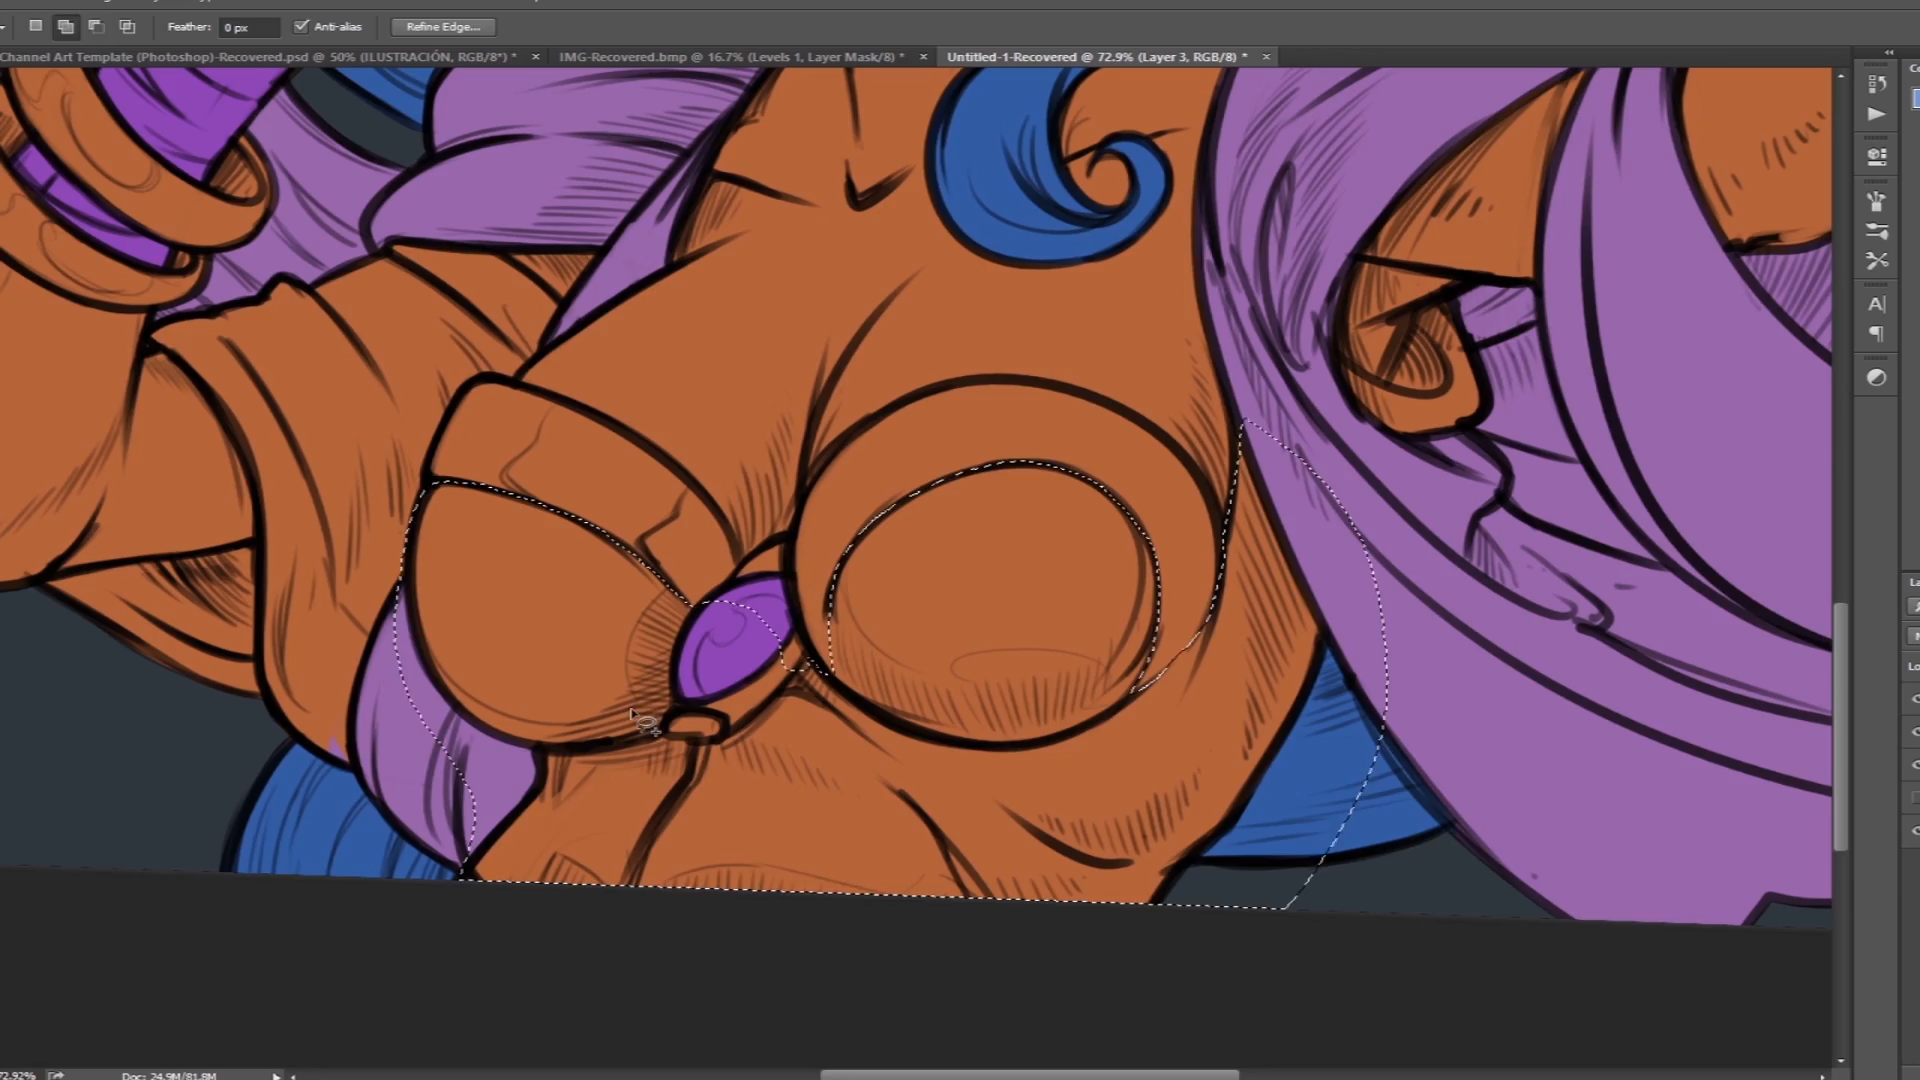 Feather: 0 px Anti-alias Refine Edge...
Channel Art Template (Photoshop)-Recovered.psd @ 50% (ILUSTRACIÓN, RGB/8*) * IMG-Recovered.bmp @ 16.7% (Levels 1, Layer Mask/8) * Untitled-1-Recovered @ 72.9% (Layer 3, RGB/8) *
72.92% Doc: 24.9M/81.8M